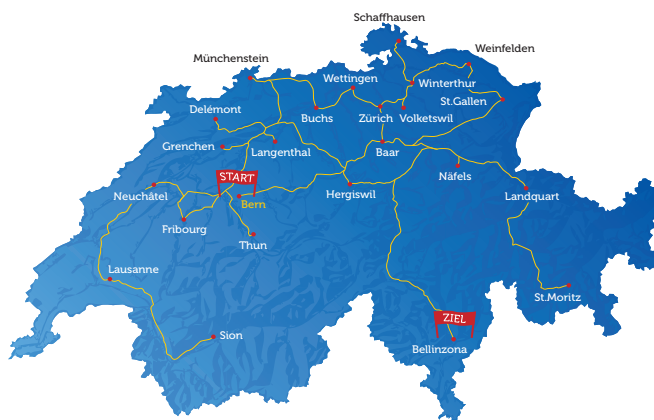 Schaffhausen
Münchenstein
Weinfelden
Wettingen
Winterthur
St.Gallen
Delémont
Buchs
Zürich
Volketswil
Grenchen
Langenthal
Baar
START
Näfels
Neuchâtel
Bern
Hergiswil
Landquart
Fribourg
Thun
Lausanne
St.Moritz
ZIEL
Sion
Bellinzona